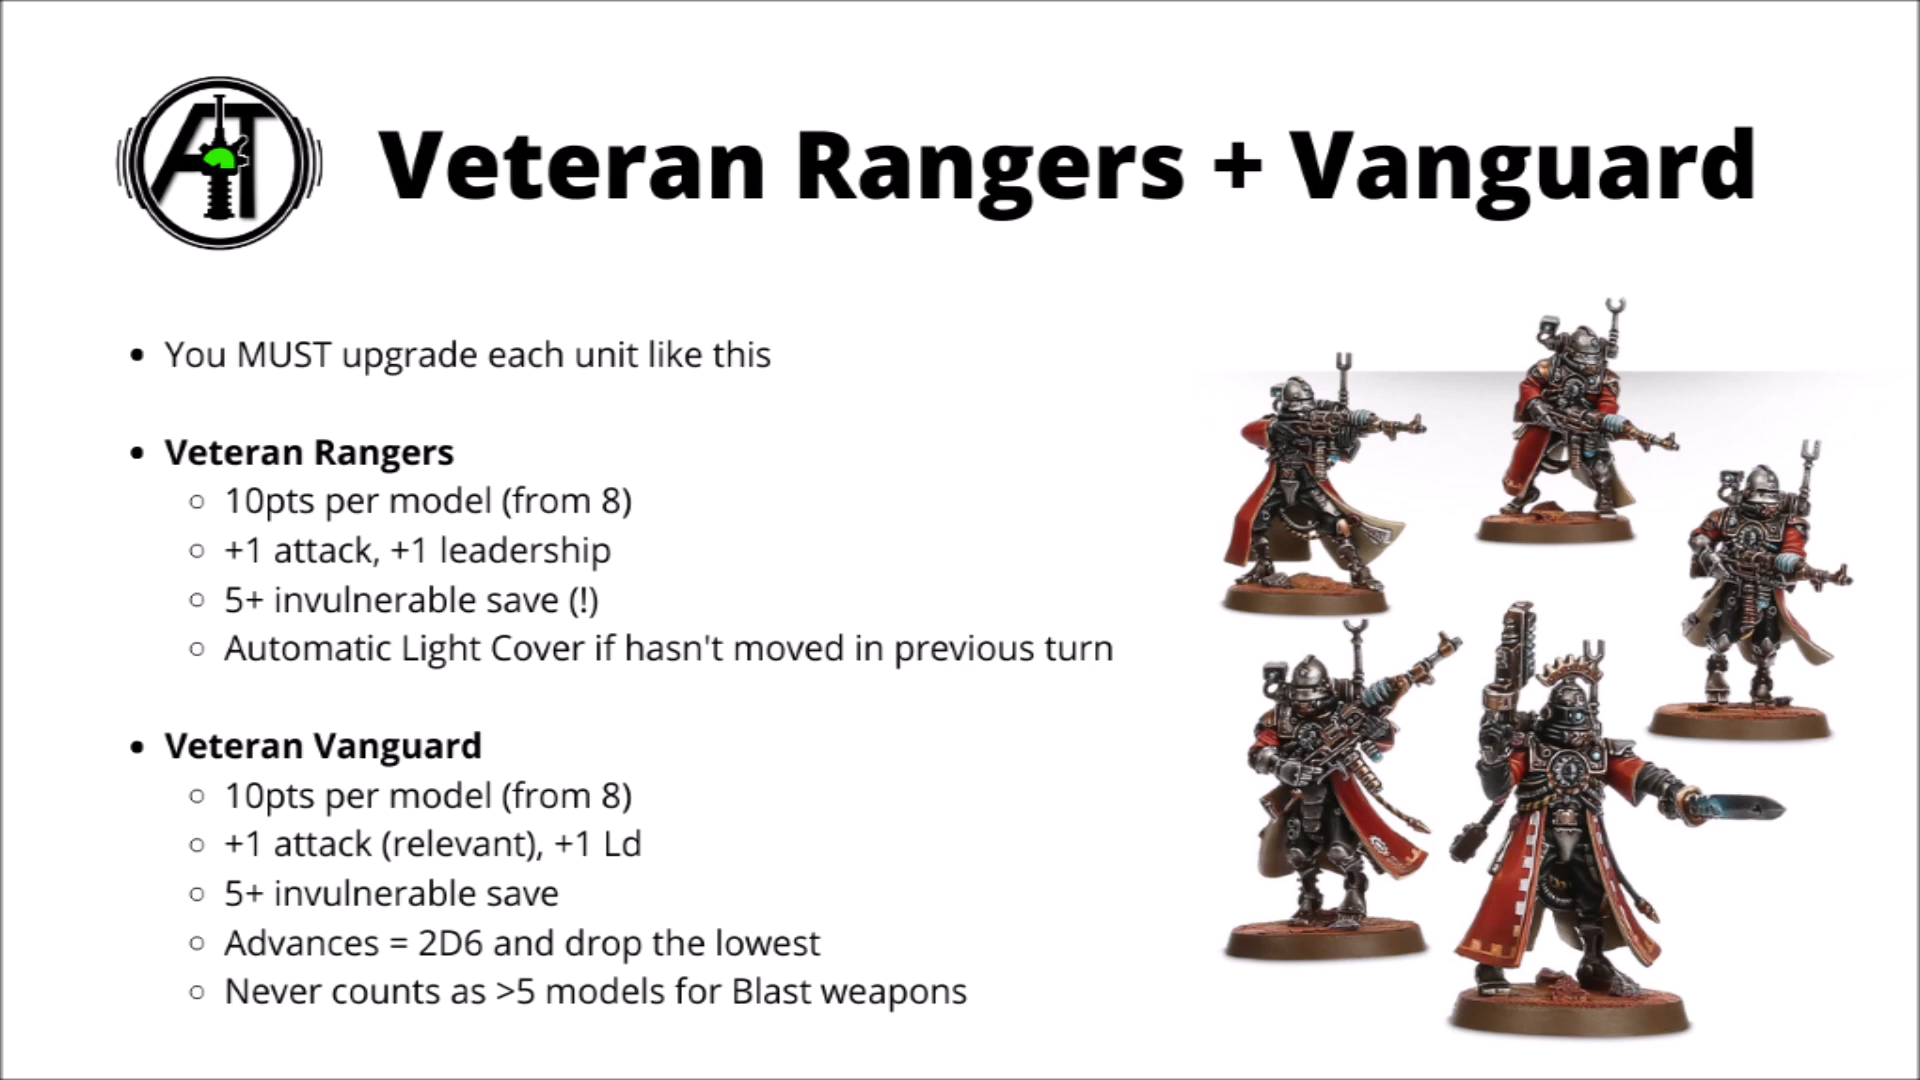 AT
Veteran Rangers + Vanguard
• You MUST upgrade each unit like this
• Veteran Rangers
○ 10pts per model (from 8)
○ +1 attack, +1 leadership
○ 5+ invulnerable save (!)
○ Automatic Light Cover if hasn't moved in previous turn
• Veteran Vanguard
○ 10pts per model (from 8)
○ +1 attack (relevant), +1 Ld
○ 5+ invulnerable save
○ Advances = 2D6 and drop the lowest
○ Never counts as >5 models for Blast weapons